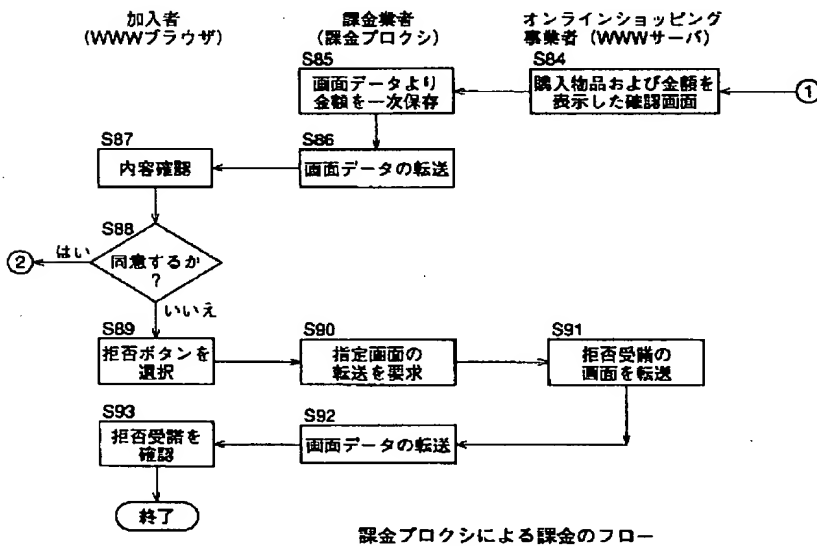 加入者
(WWWブラウザ)
課金業者
(課金プロクシ)
オンラインショッピング
事業者(WWWサーバ)
S85
画面データより
金額を一次保存
S84
購入物品および金額を
表示した確認画面
①
S87
内容確認
S86
画面データの転送
S88
同意するか
?
はい
②
いいえ
S89
拒否ボタンを
選択
S90
指定画面の
転送を要求
S91
拒否受諾の
画面を転送
S93
拒否受諾を
確認
S92
画面データの転送
終了
課金プロクシによる課金のフロー